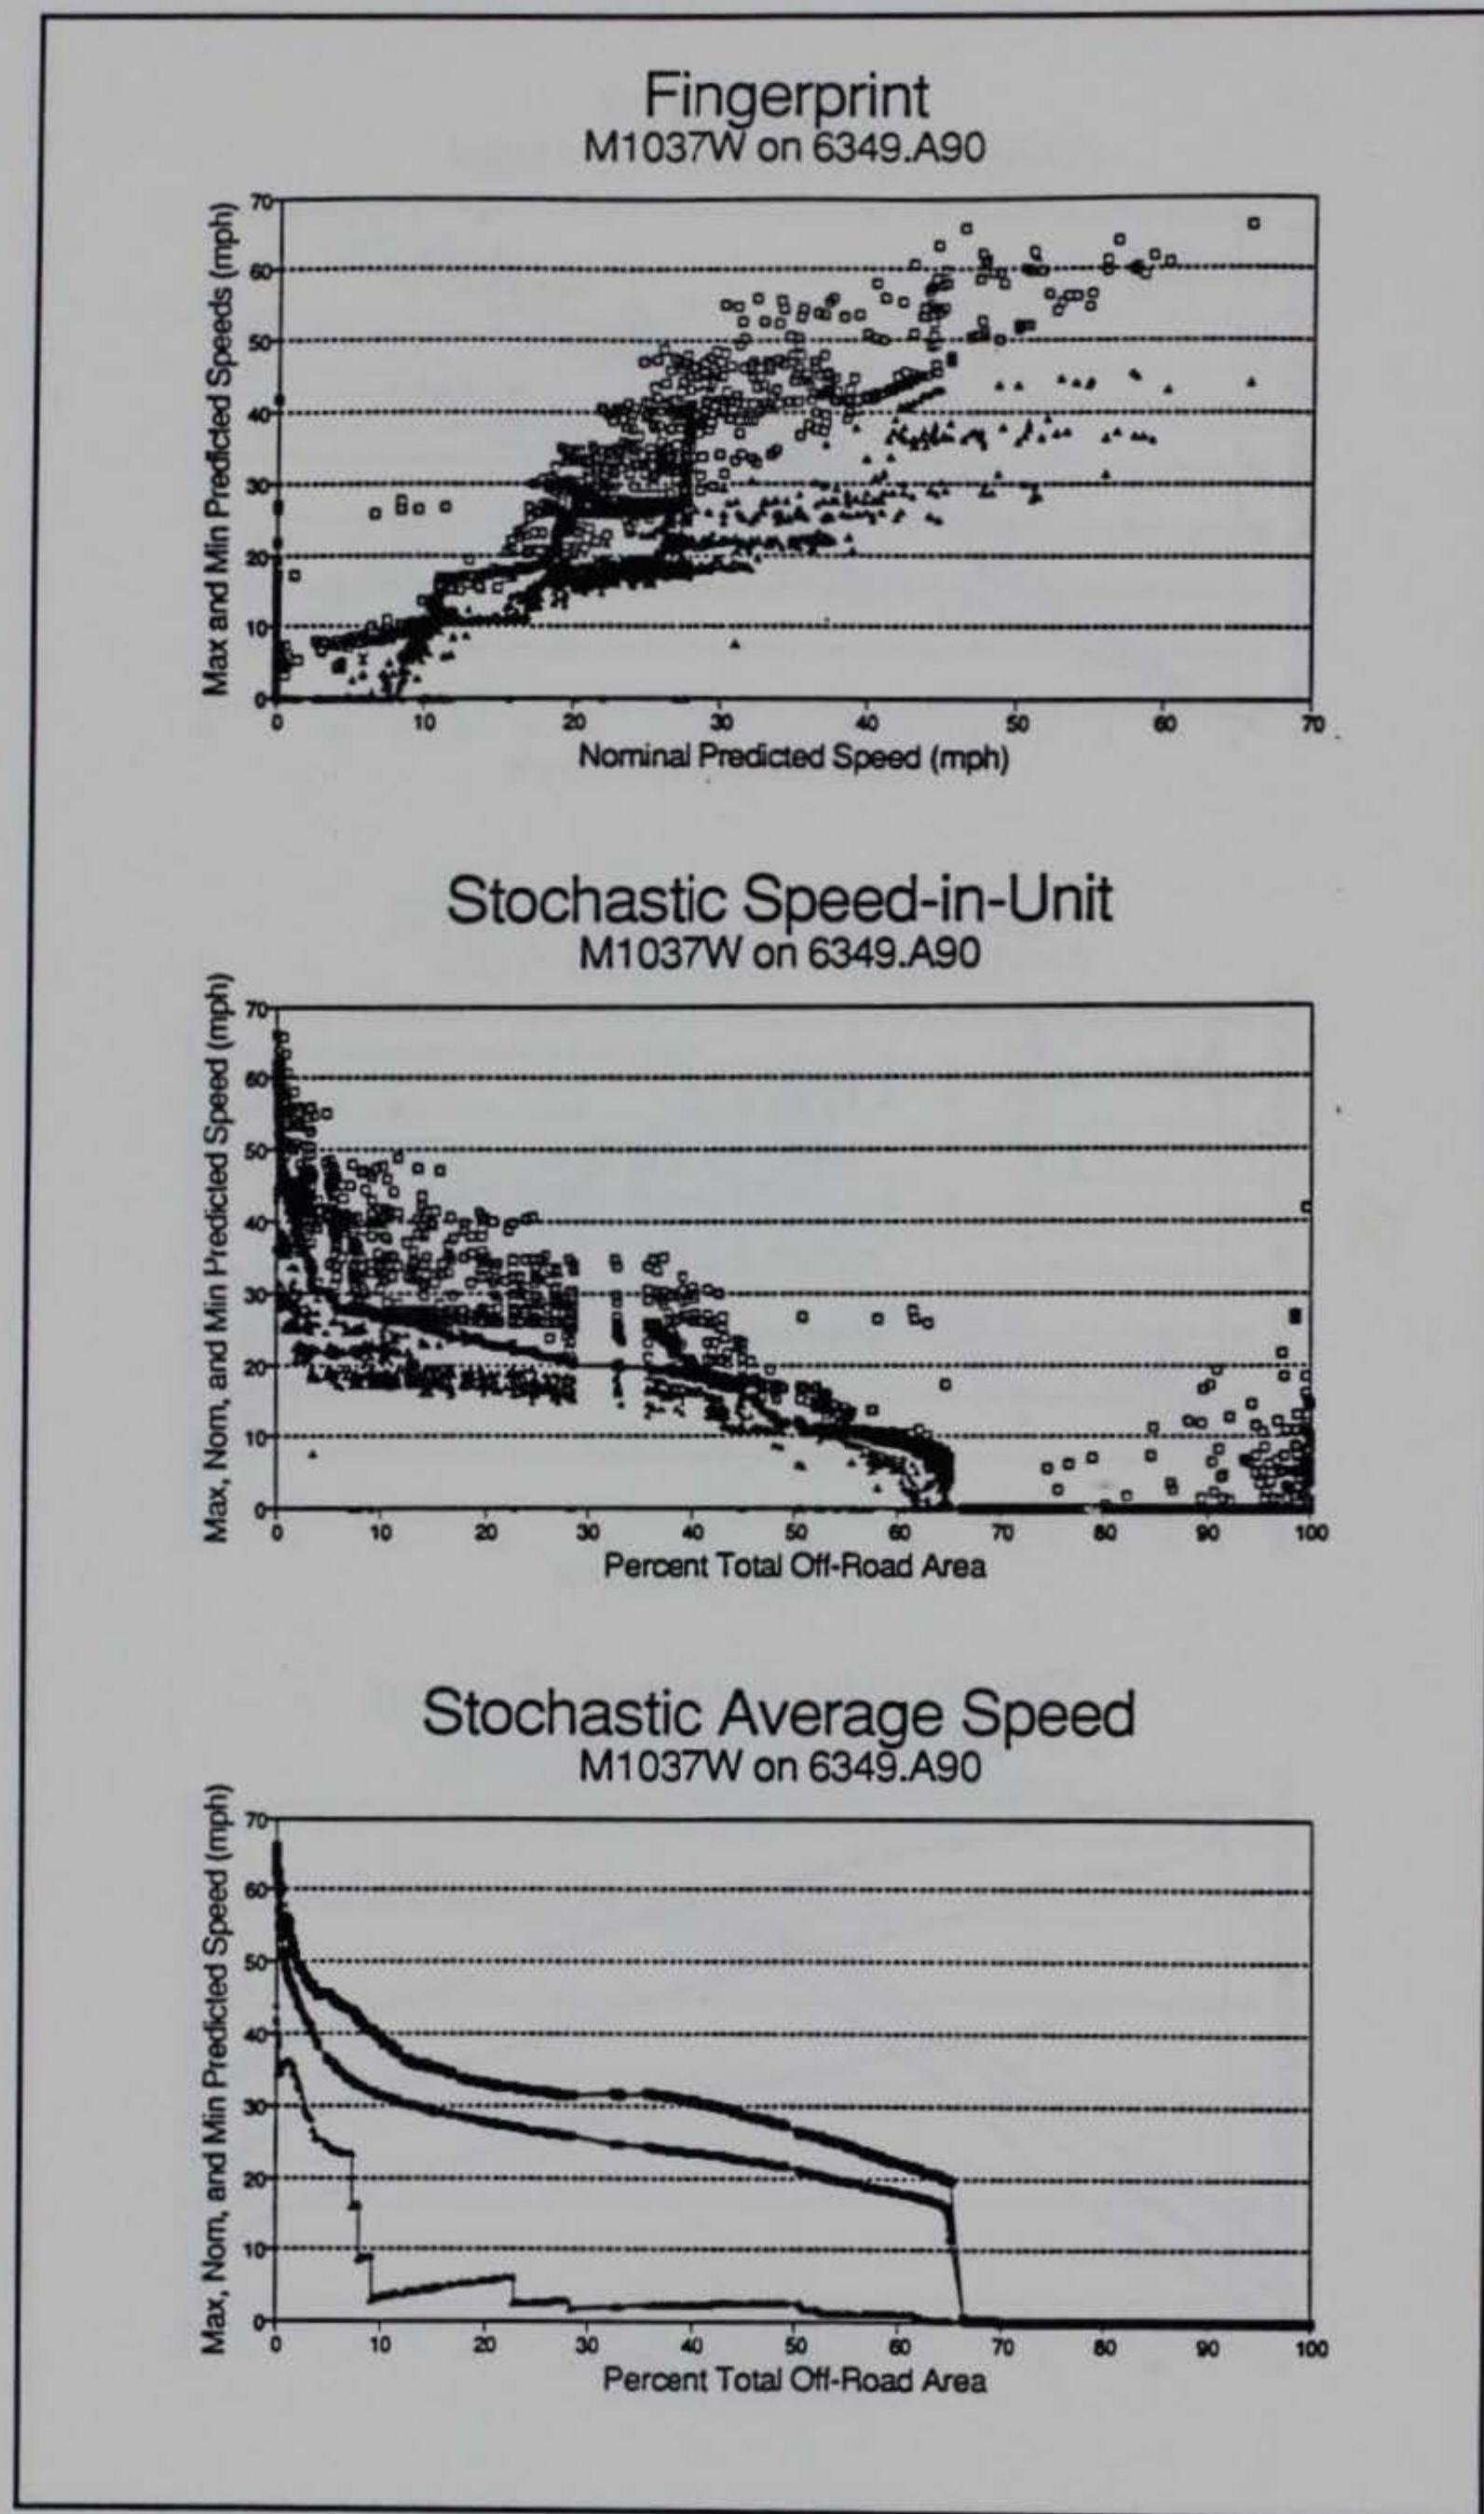 Fingerprint
M1037W on 6349.A90
Max and Min Predicted Speeds (mph)
70
60
50
40
30
20
10
0
0 10 20 30 40 50 60 70
Nominal Predicted Speed (mph)
Stochastic Speed-in-Unit
M1037W on 6349.A90
Max, Nom, and Min Predicted Speed (mph)
70
60
50
40
30
20
10
0
0 10 20 30 40 50 60 70 80 90 100
Percent Total Off-Road Area
Stochastic Average Speed
M1037W on 6349.A90
Max, Nom, and Min Predicted Speed (mph)
70
60
50
40
30
20
10
0
0 10 20 30 40 50 60 70 80 90 100
Percent Total Off-Road Area